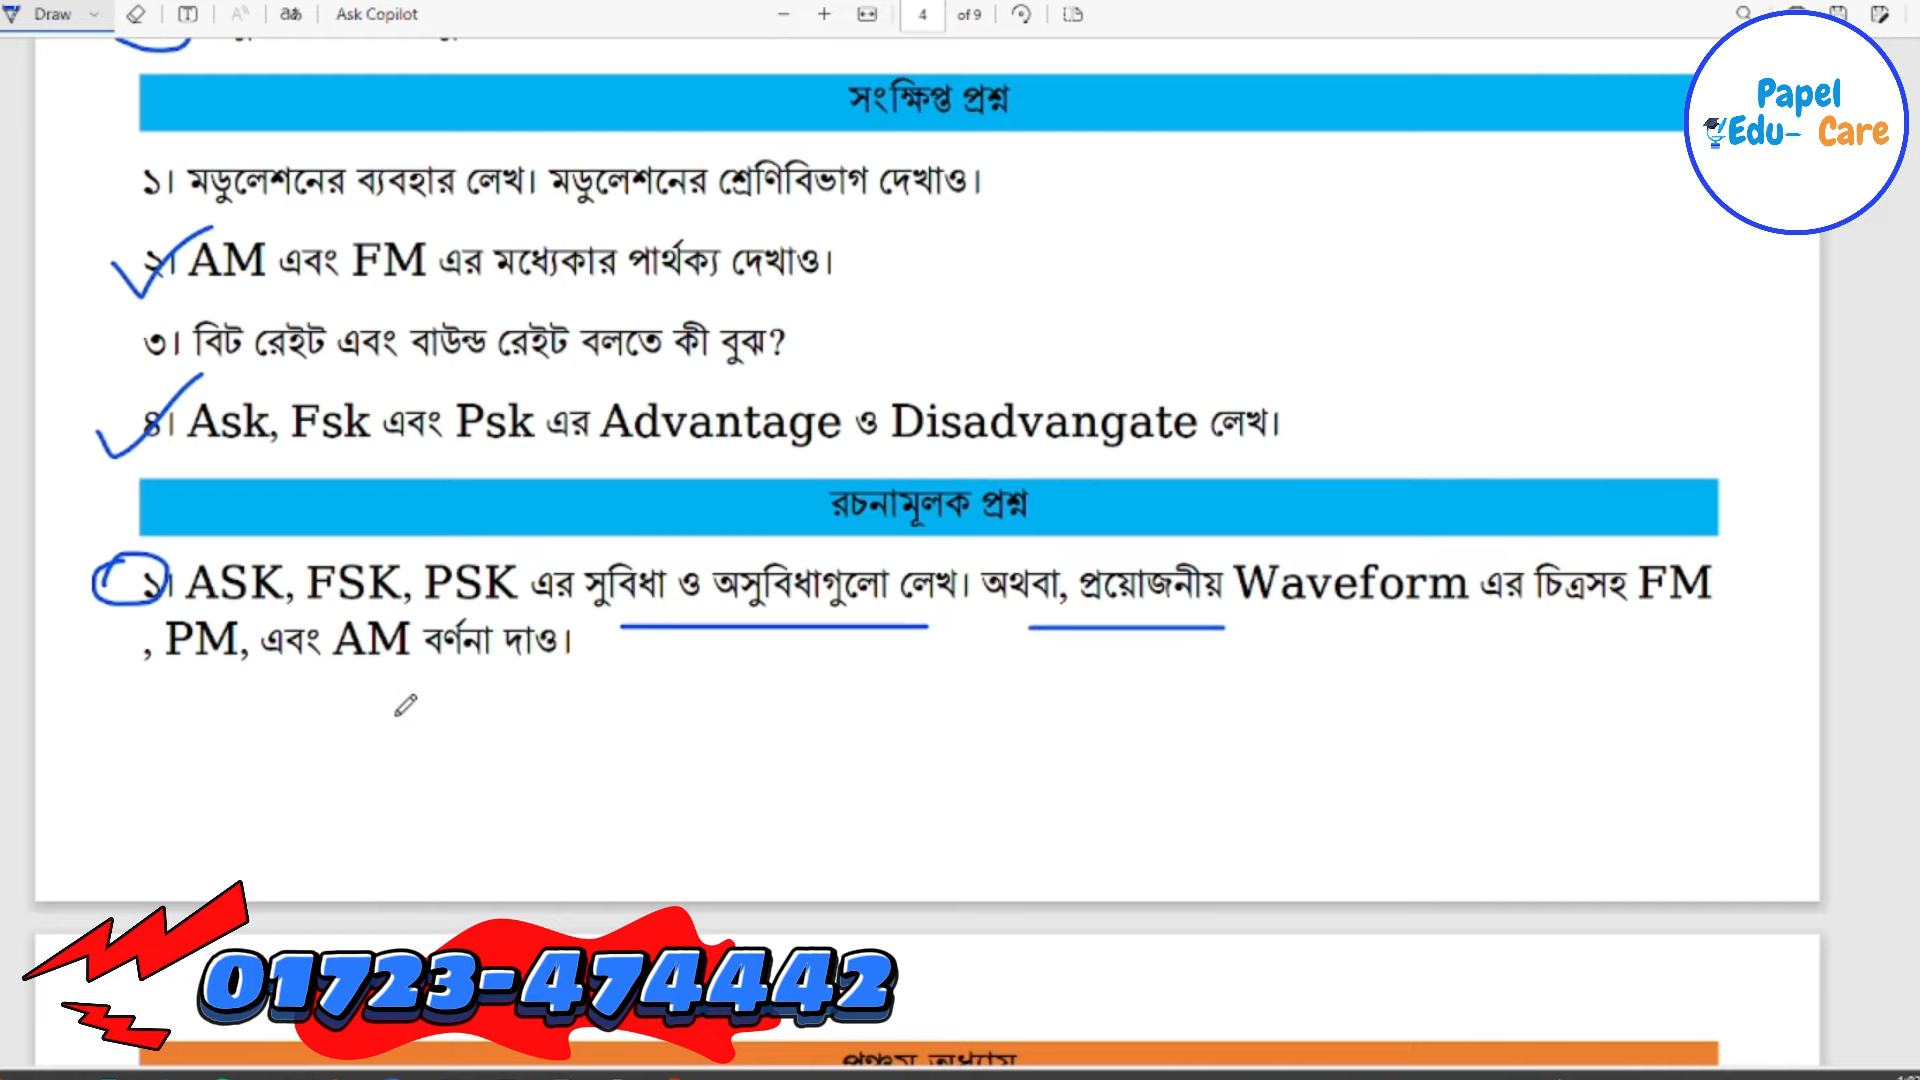 Draw
Ask Copilot
4 of 9
Papel
Edu- Care
সংক্ষিপ্ত প্রশ্ন
১। মডুলেশনের ব্যবহার লেখ। মডুলেশনের শ্রেণিবিভাগ দেখাও।
২। AM এবং FM এর মধ্যেকার পার্থক্য দেখাও।
৩। বিট রেইট এবং বাউন্ড রেইট বলতে কী বুঝ?
৪। Ask, Fsk এবং Psk এর Advantage ও Disadvangate লেখ।
রচনামূলক প্রশ্ন
১। ASK, FSK, PSK এর সুবিধা ও অসুবিধাগুলো লেখ। অথবা, প্রয়োজনীয় Waveform এর চিত্রসহ FM
, PM, এবং AM বর্ণনা দাও।
01723-474442
পঞ্চম অধ্যায়